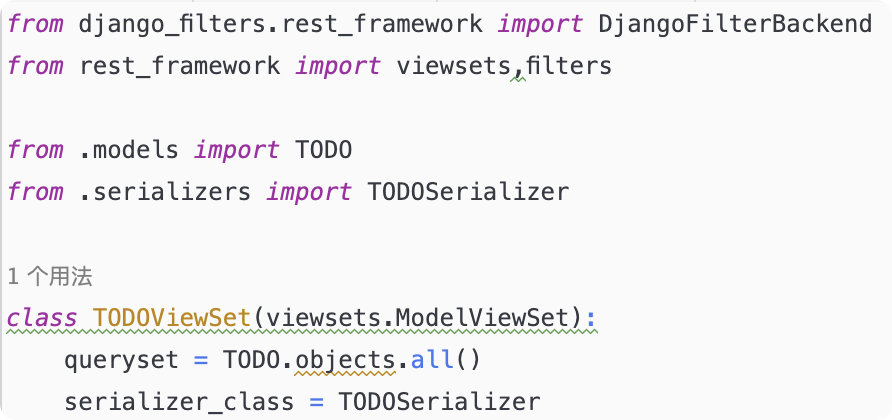 from django_filters.rest_framework import DjangoFilterBackend
from rest_framework import viewsets,filters
from .models import TODO
from .serializers import TODOSerializer
1 个用法
class TODOViewSet(viewsets.ModelViewSet):
    queryset = TODO.objects.all()
    serializer_class = TODOSerializer